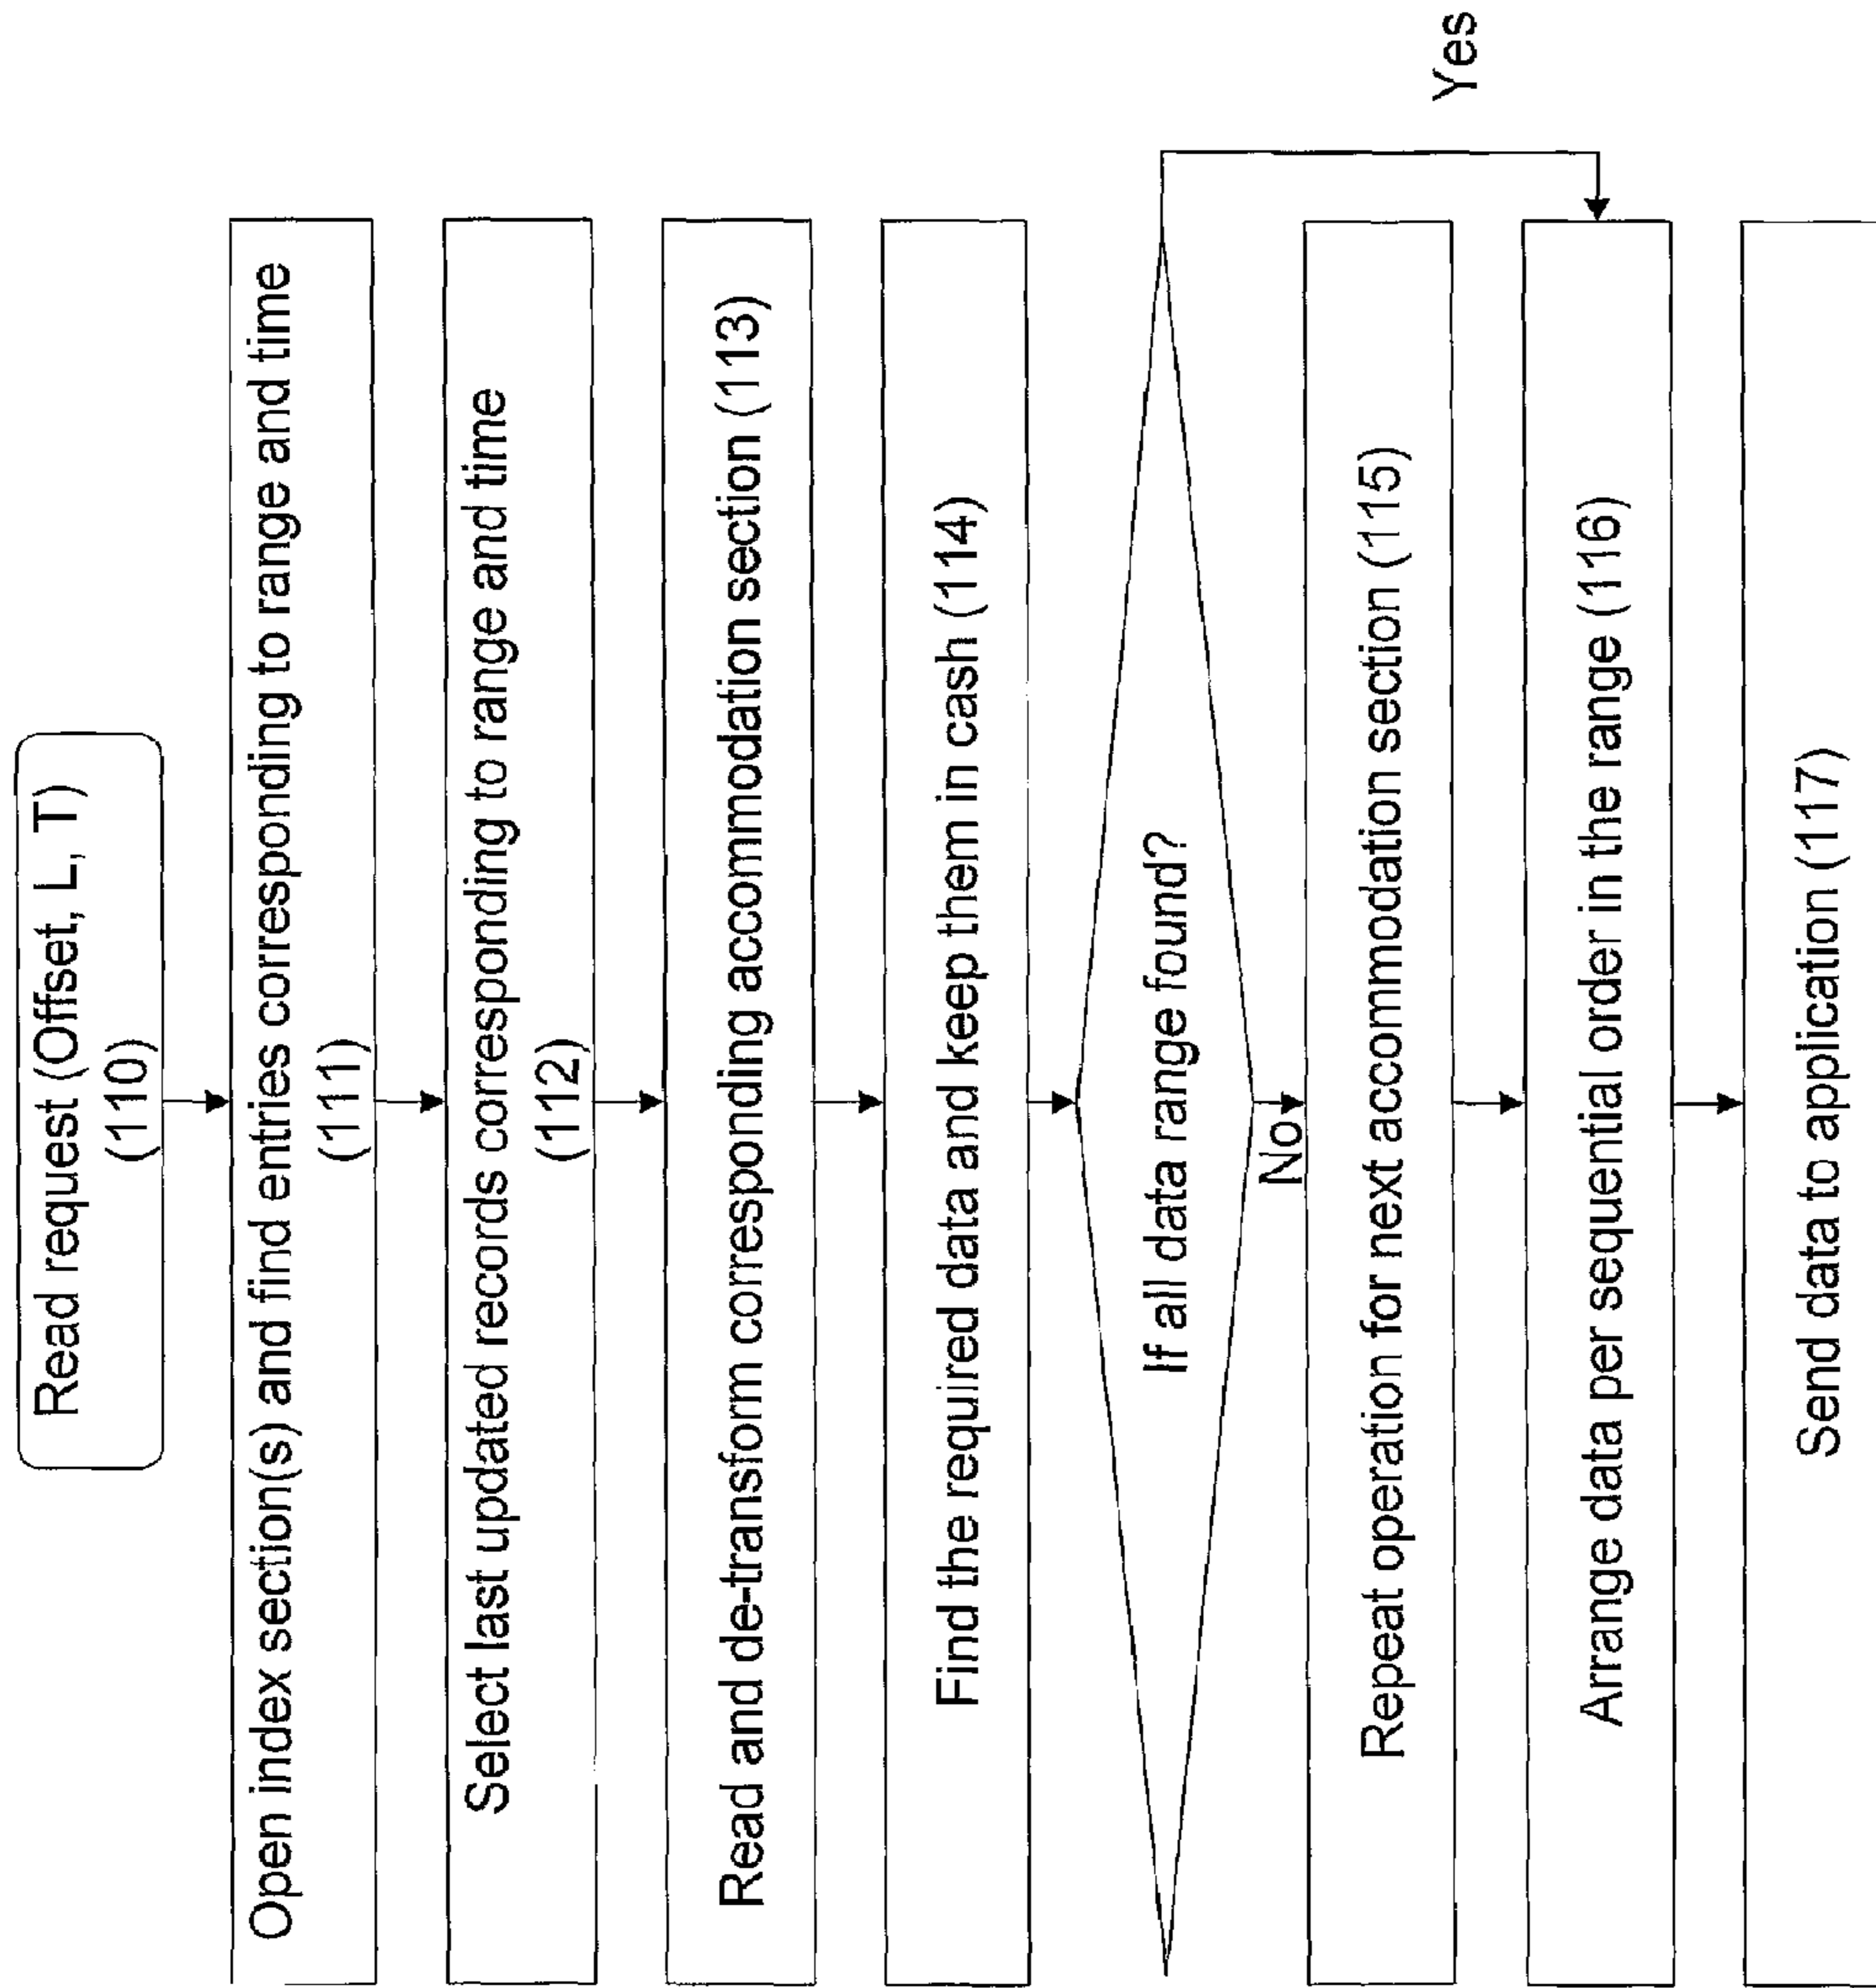 Read request (Offset, L, T)
(110)
Open index section(s) and find entries corresponding to range and time
(111)
Select last updated records corresponding to range and time
(112)
Read and de-transform corresponding accommodation section (113)
Find the required data and keep them in cash (114)
If all data range found?
Yes
No
Repeat operation for next accommodation section (115)
Arrange data per sequential order in the range (116)
Send data to application (117)